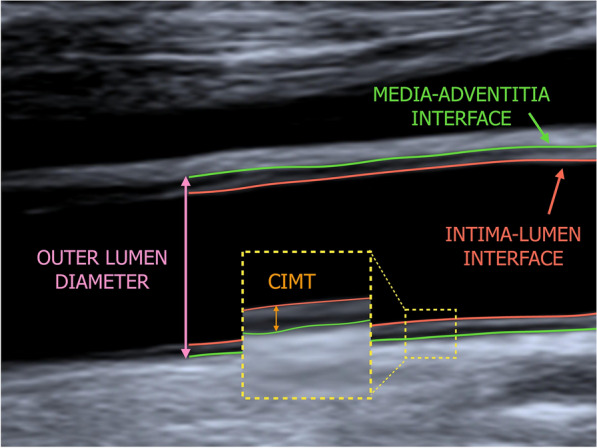 MEDIA-ADVENTITIA
INTERFACE
INTIMA-LUMEN
INTERFACE
OUTER LUMEN
DIAMETER
CIMT